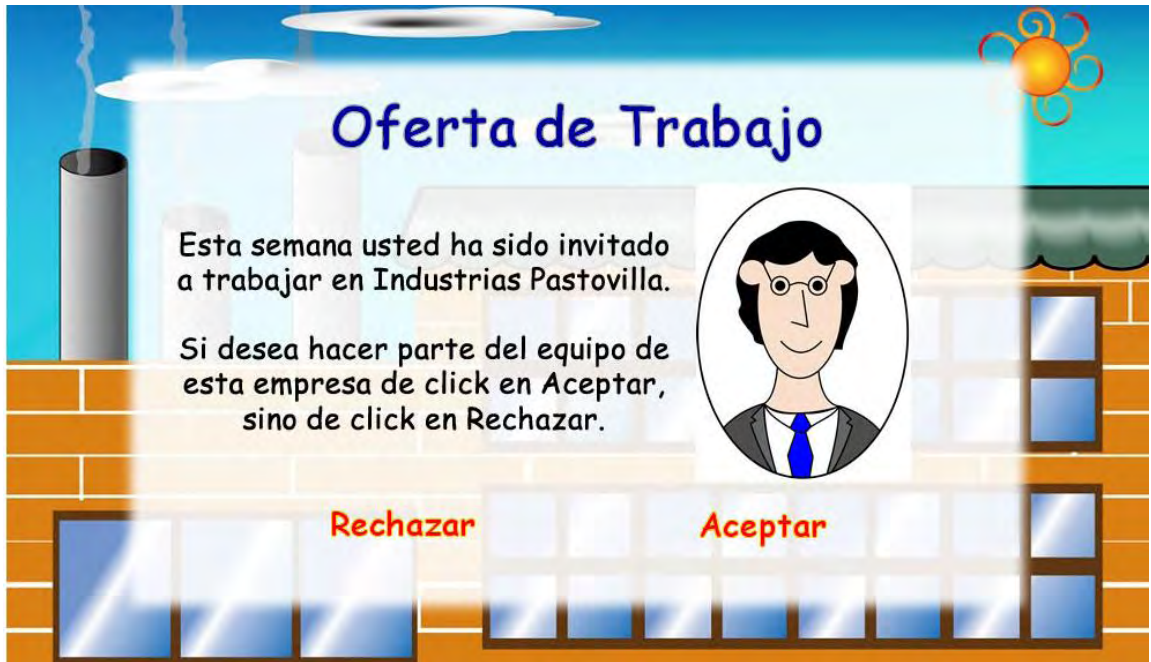 Oferta de Trabajo
Esta semana usted ha sido invitado
a trabajar en Industrias Pastovilla.
Si desea hacer parte del equipo de
esta empresa de click en Aceptar,
sino de click en Rechazar.
Rechazar
Aceptar